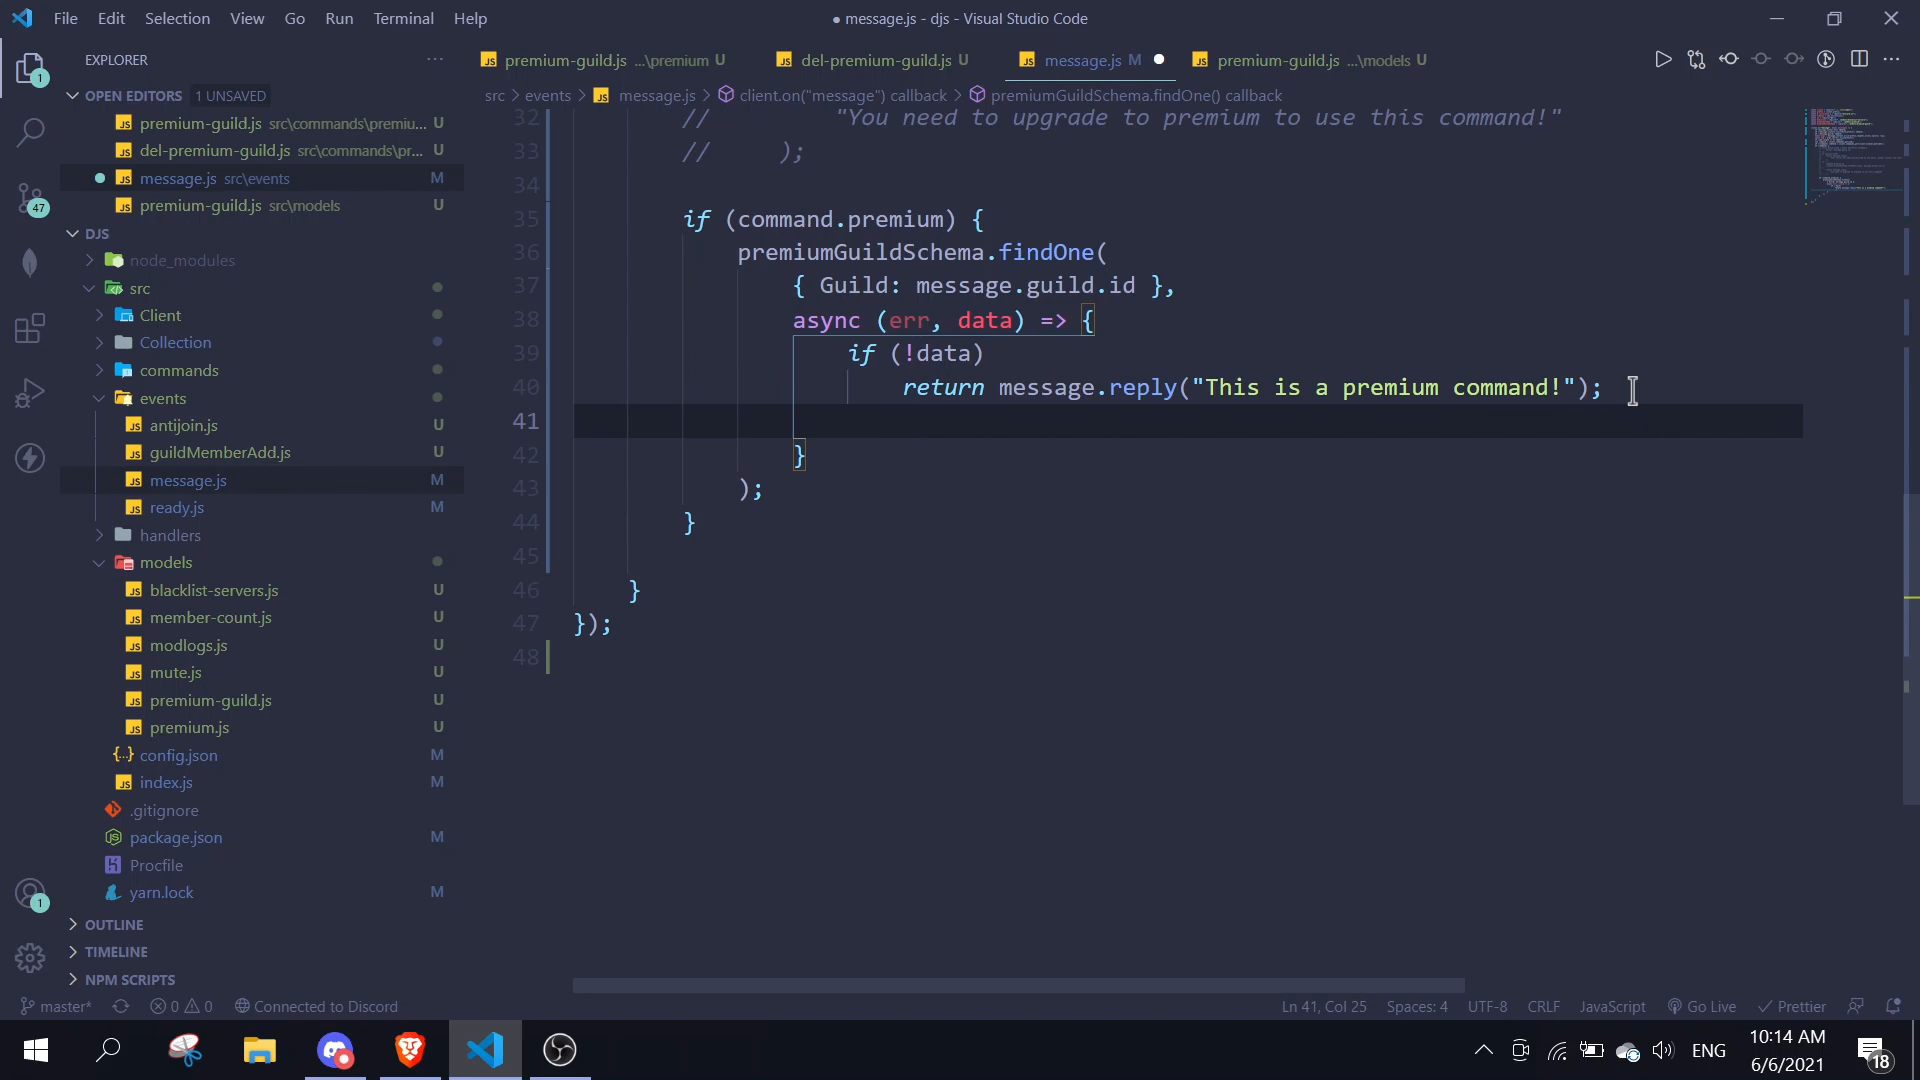 File Edit Selection View Go Run Terminal Help
● message.js - djs - Visual Studio Code
EXPLORER
OPEN EDITORS 1 UNSAVED
premium-guild.js src\commands\premiu... U
del-premium-guild.js src\commands\pr... U
message.js src\events M
premium-guild.js src\models U
DJS
node_modules
src
Client
Collection
commands
events
antijoin.js U
guildMemberAdd.js U
message.js M
ready.js M
handlers
models
blacklist-servers.js U
member-count.js U
modlogs.js U
mute.js U
premium-guild.js U
premium.js U
config.json M
index.js M
.gitignore
package.json M
Procfile
yarn.lock M
OUTLINE
TIMELINE
NPM SCRIPTS
1
47
1
premium-guild.js ...\premium U
del-premium-guild.js U
message.js M
premium-guild.js ...\models U
src > events > message.js > client.on("message") callback > premiumGuildSchema.findOne() callback
32 // "You need to upgrade to premium to use this command!"
33 // );
34
35 if (command.premium) {
36 premiumGuildSchema.findOne(
37 { Guild: message.guild.id },
38 async (err, data) => {
39 if (!data)
40 return message.reply("This is a premium command!");
41
42 }
43 );
44 }
45
46 }
47 });
48
master* 0 0 Connected to Discord
Ln 41, Col 25 Spaces: 4 UTF-8 CRLF JavaScript Go Live Prettier
ENG
10:14 AM
6/6/2021
18